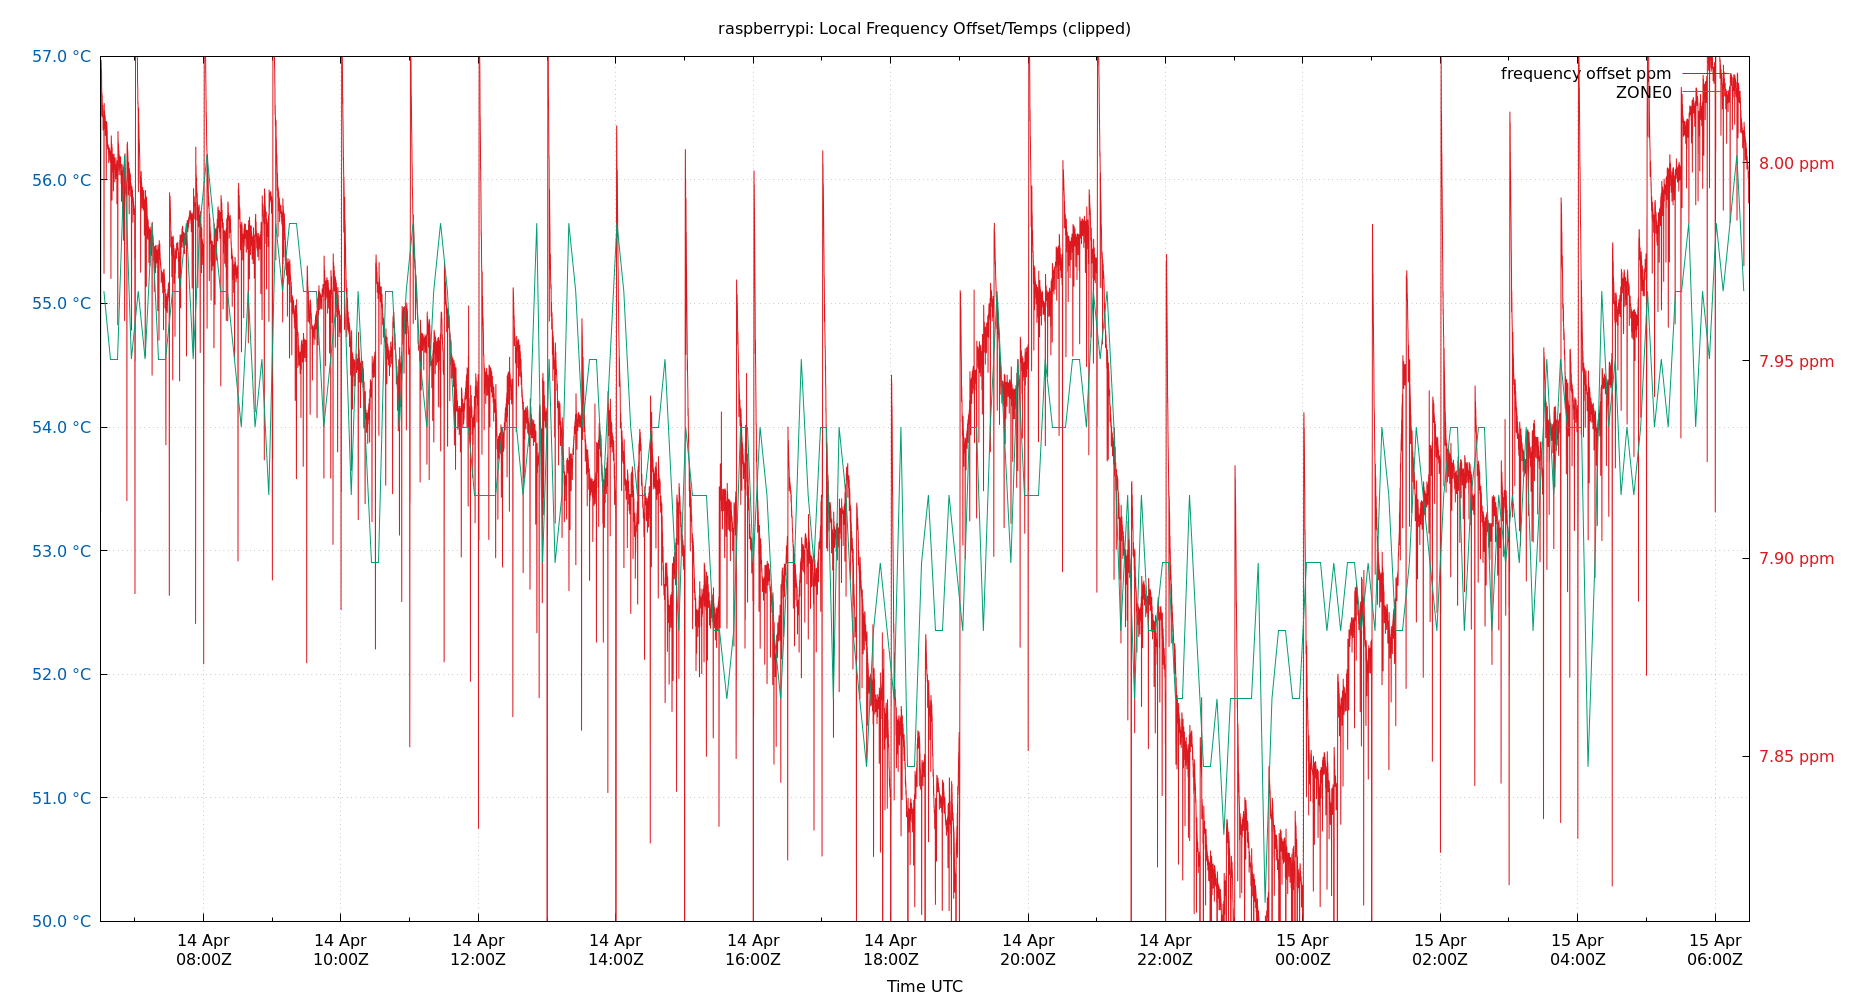 raspberrypi: Local Frequency Offset/Temps (clipped)
57.0 °C
56.0 °C
55.0 °C
54.0 °C
53.0 °C
52.0 °C
51.0 °C
50.0 °C
frequency offset ppm
ZONE0
8.00 ppm
7.95 ppm
7.90 ppm
7.85 ppm
14 Apr 14 Apr 14 Apr 14 Apr 14 Apr 14 Apr 14 Apr 14 Apr 15 Apr 15 Apr 15 Apr 15 Apr
08:00Z 10:00Z 12:00Z 14:00Z 16:00Z 18:00Z 20:00Z 22:00Z 00:00Z 02:00Z 04:00Z 06:00Z
Time UTC